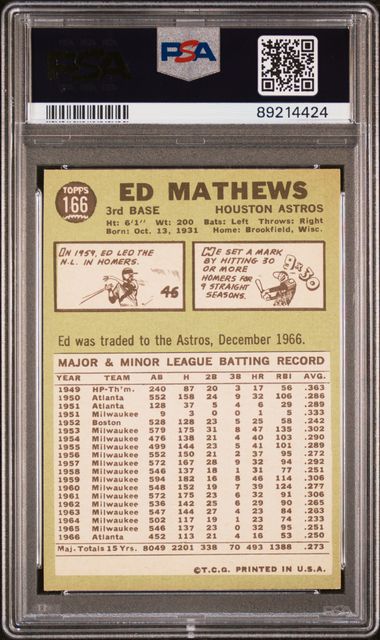 PSA
PSA
89214424
TOPPS
166
ED MATHEWS
3rd BASE HOUSTON ASTROS
Ht: 6'1" Wt: 200 Bats: Left Throws: Right
Born: Oct. 13, 1931 Home: Brookfield, Wisc.
IN 1959, ED LED THE
N.L. IN HOMERS.
46
HE SET A MARK
BY HITTING 30
OR MORE
HOMERS FOR
9 STRAIGHT
SEASONS.
9 x 30
Ed was traded to the Astros, December 1966.
MAJOR & MINOR LEAGUE BATTING RECORD
YEAR TEAM AB H 2B 3B HR RBI AVG.
1949 HP-Th'm. 240 87 20 3 17 56 .363
1950 Atlanta 552 158 24 9 32 106 .286
1951 Atlanta 128 37 5 4 6 29 .289
1951 Milwaukee 9 3 0 0 1 5 .333
1952 Boston 528 128 23 5 25 58 .242
1953 Milwaukee 579 175 31 8 47 135 .302
1954 Milwaukee 476 138 21 4 40 103 .290
1955 Milwaukee 499 144 23 5 41 101 .289
1956 Milwaukee 552 150 21 2 37 95 .272
1957 Milwaukee 572 167 28 9 32 94 .292
1958 Milwaukee 546 137 18 1 31 77 .251
1959 Milwaukee 594 182 16 8 46 114 .306
1960 Milwaukee 548 152 19 7 39 124 .277
1961 Milwaukee 572 175 23 6 32 91 .306
1962 Milwaukee 536 142 25 6 29 90 .265
1963 Milwaukee 547 144 27 4 23 84 .263
1964 Milwaukee 502 117 19 1 23 74 .233
1965 Milwaukee 546 137 23 0 32 95 .251
1966 Atlanta 452 113 21 4 16 53 .250
Maj. Totals 15 Yrs. 8049 2201 338 70 493 1388 .273
©T.C.G. PRINTED IN U.S.A.